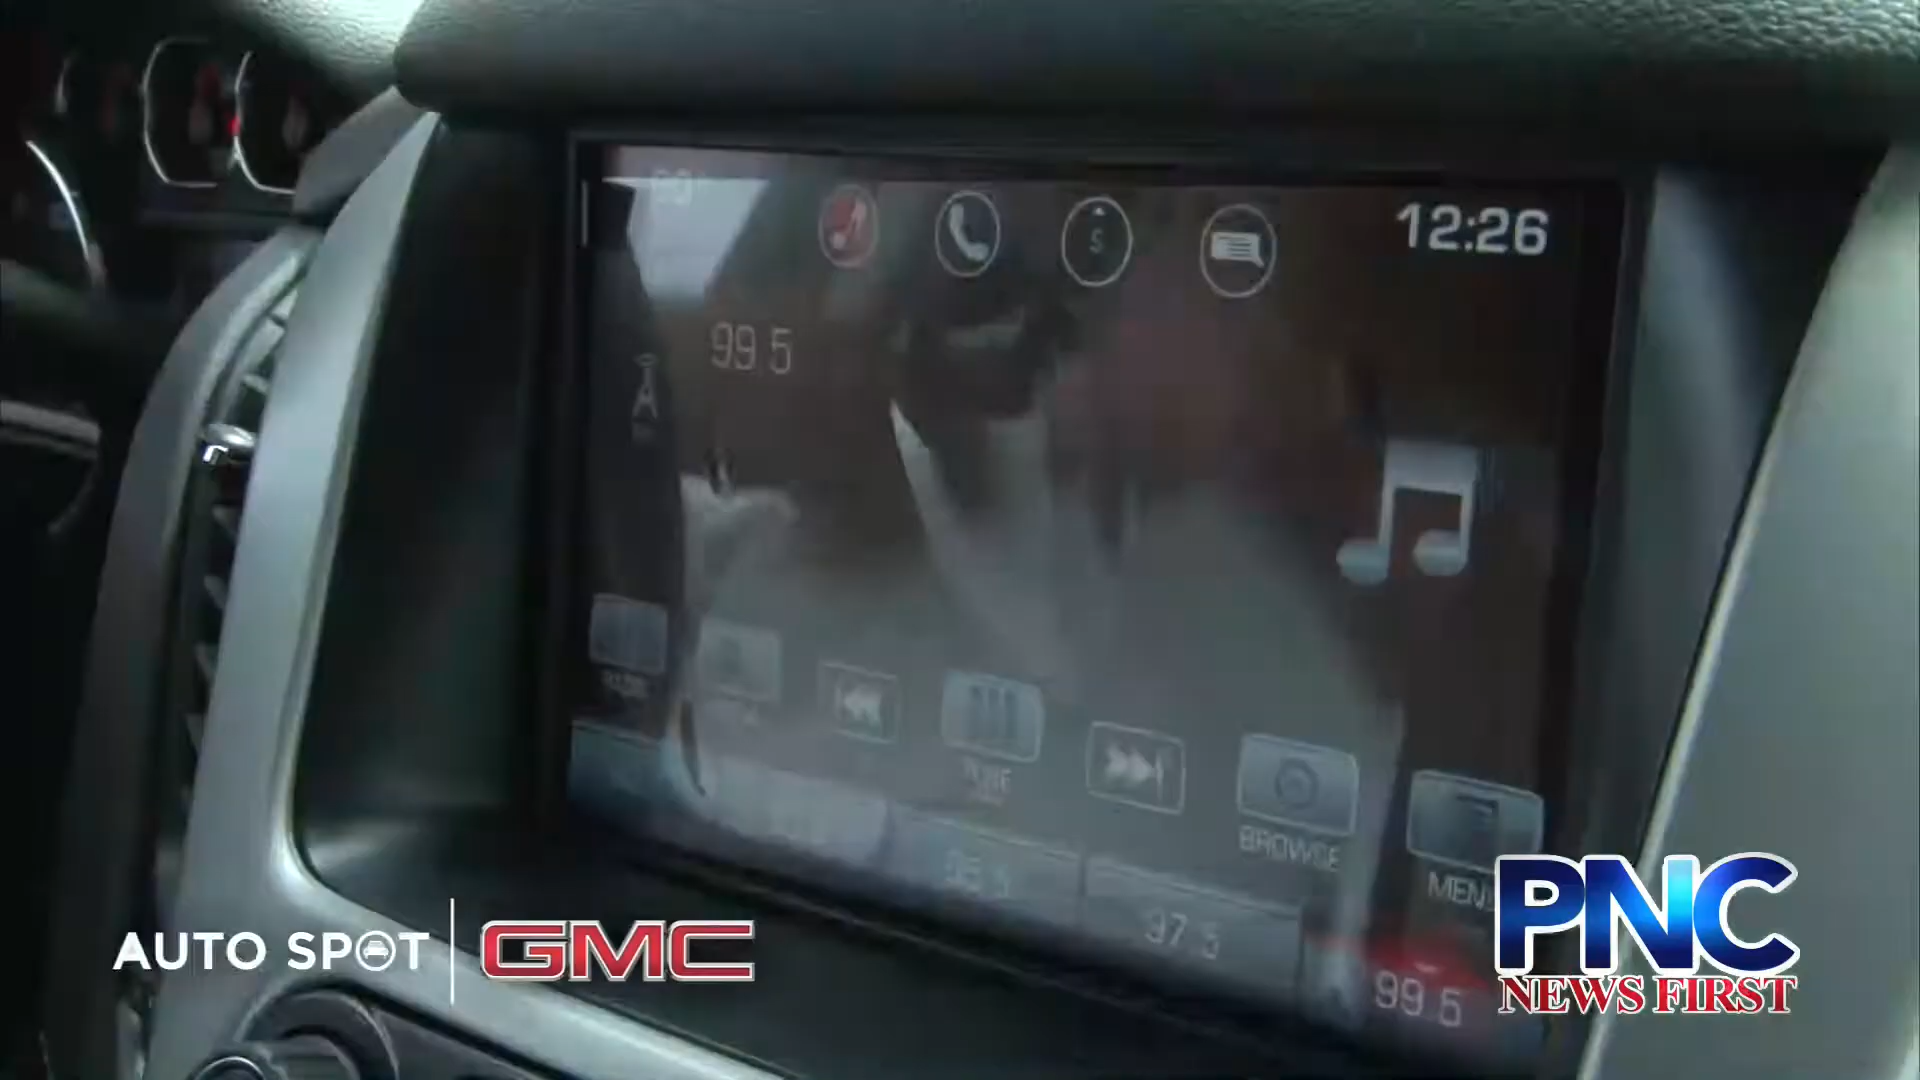 12:26
S
99.5
BROWSE
97.5
99.5
AUTO SPOT
GMC
PNC
NEWS FIRST